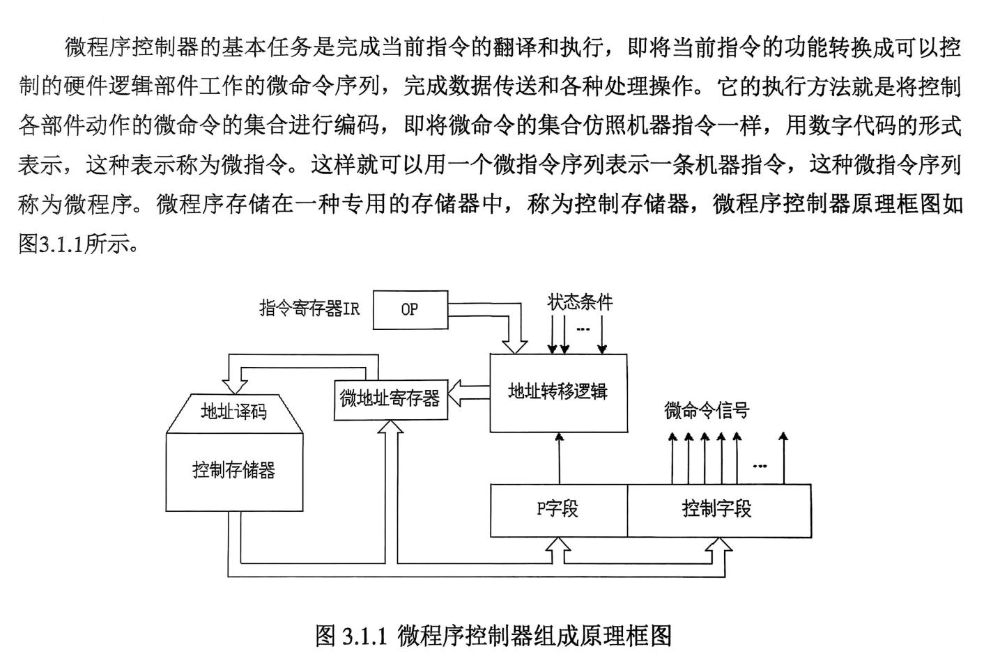 微程序控制器的基本任务是完成当前指令的翻译和执行，即将当前指令的功能转换成可以控
制的硬件逻辑部件工作的微命令序列，完成数据传送和各种处理操作。它的执行方法就是将控制
各部件动作的微命令的集合进行编码，即将微命令的集合仿照机器指令一样，用数字代码的形式
表示，这种表示称为微指令。这样就可以用一个微指令序列表示一条机器指令，这种微指令序列
称为微程序。微程序存储在一种专用的存储器中，称为控制存储器，微程序控制器原理框图如
图3.1.1所示。
指令寄存器IR
OP
状态条件
...
地址转移逻辑
微地址寄存器
地址译码
微命令信号
控制存储器
...
P字段
控制字段
图 3.1.1 微程序控制器组成原理框图